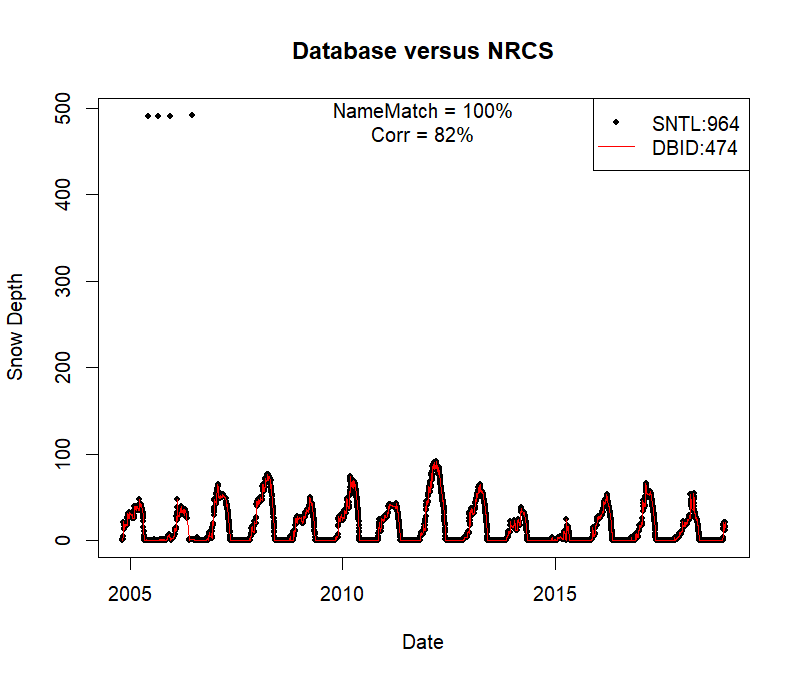 Database versus NRCS
NameMatch = 100%
Corr = 82%
SNTL:964
DBID:474
500
400
300
200
100
0
Snow Depth
2005 2010 2015
Date